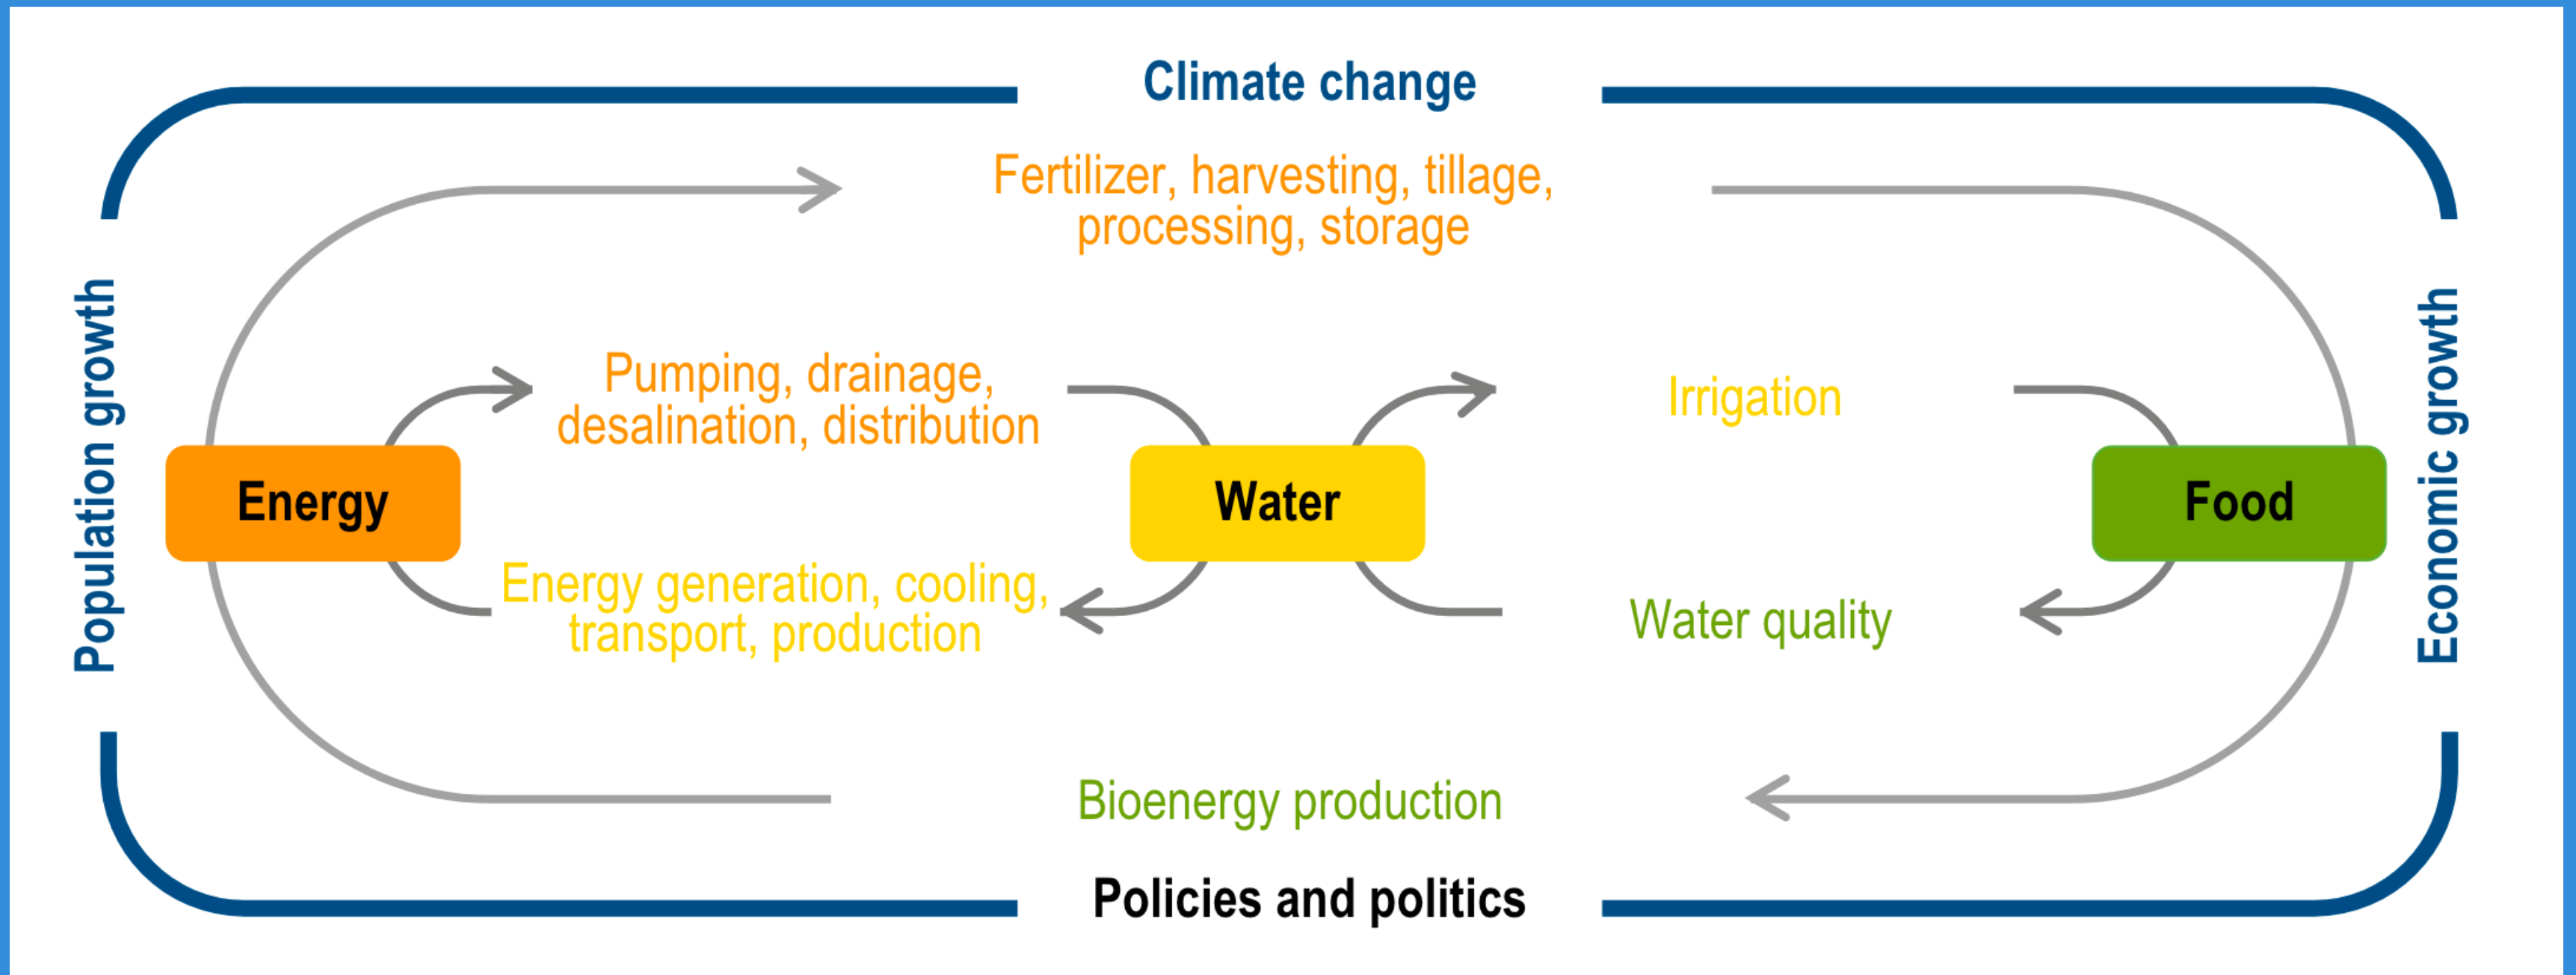 Climate change
Fertilizer, harvesting, tillage,
processing, storage
Population growth
Economic growth
Pumping, drainage,
desalination, distribution
Irrigation
Energy
Water
Food
Energy generation, cooling,
transport, production
Water quality
Bioenergy production
Policies and politics